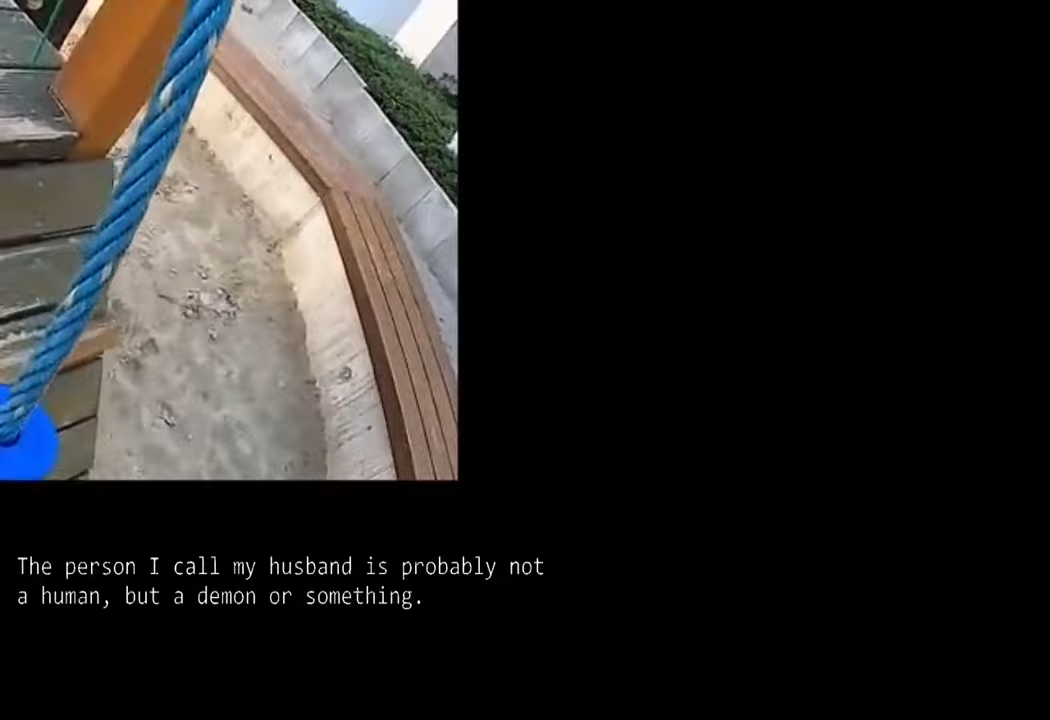 The person I call my husband is probably not
a human, but a demon or something.